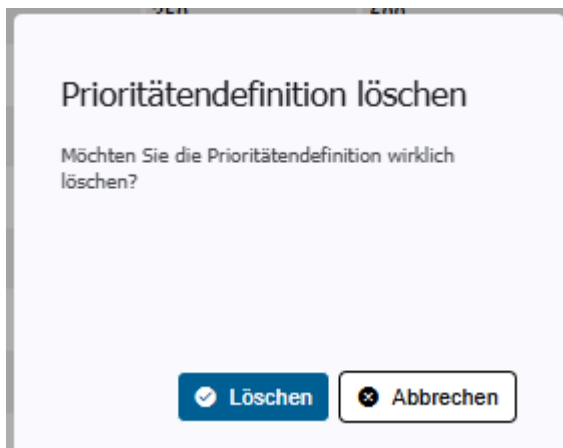 Prioritätendefinition löschen
Möchten Sie die Prioritätendefinition wirklich
löschen?
Löschen Abbrechen